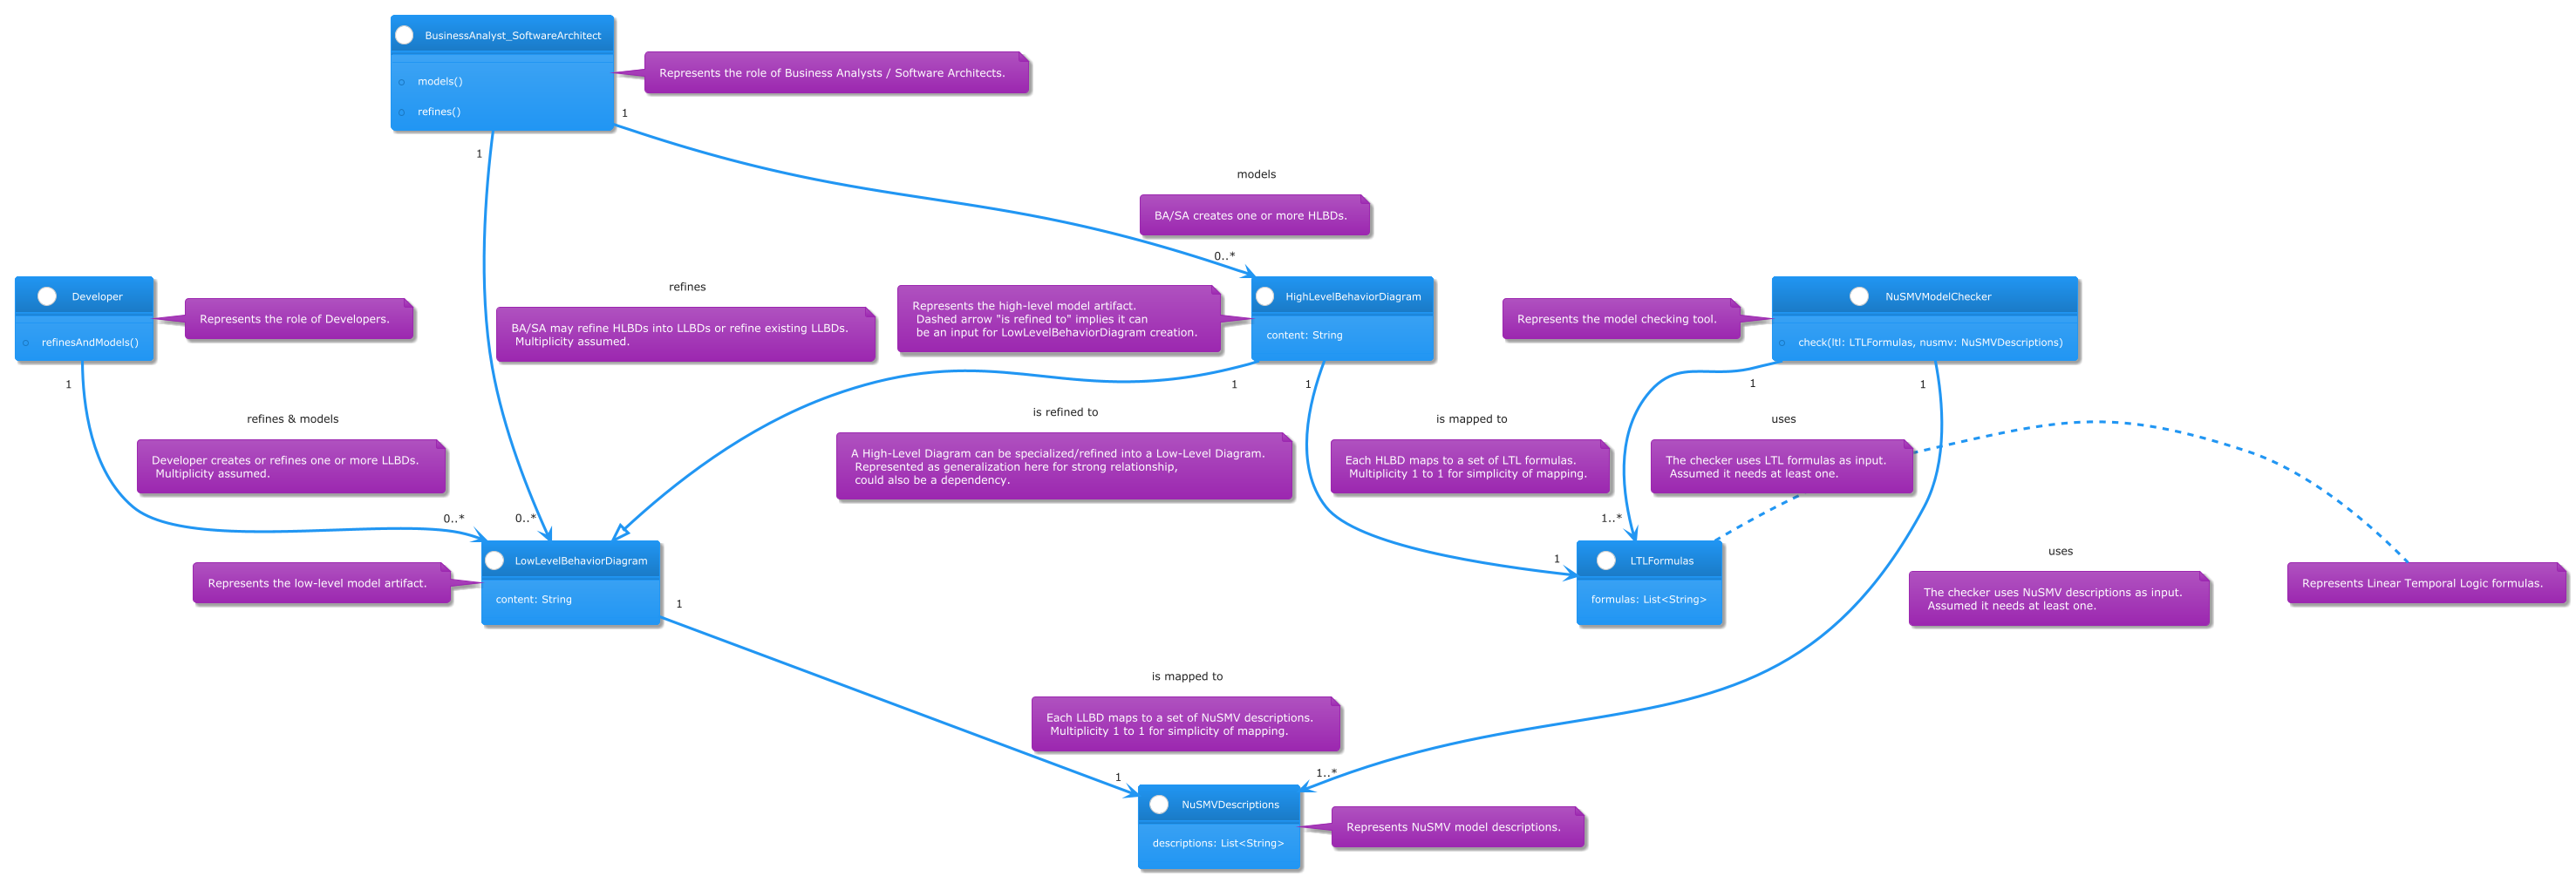 BusinessAnalyst_SoftwareArchitect
models()
refines()
Represents the role of Business Analysts / Software Architects.
1
1
models
BA/SA creates one or more HLBDs.
0..*
Developer
refinesAndModels()
Represents the role of Developers.
refines
BA/SA may refine HLBDs into LLBDs or refine existing LLBDs.
Multiplicity assumed.
Represents the high-level model artifact.
Dashed arrow "is refined to" implies it can
be an input for LowLevelBehaviorDiagram creation.
HighLevelBehaviorDiagram
content: String
Represents the model checking tool.
NuSMVModelChecker
check(ltl: LTLFormulas, nusmv: NuSMVDescriptions)
1
1
1
1
1
refines & models
Developer creates or refines one or more LLBDs.
Multiplicity assumed.
is refined to
A High-Level Diagram can be specialized/refined into a Low-Level Diagram.
Represented as generalization here for strong relationship,
could also be a dependency.
is mapped to
Each HLBD maps to a set of LTL formulas.
Multiplicity 1 to 1 for simplicity of mapping.
uses
The checker uses LTL formulas as input.
Assumed it needs at least one.
0..*
0..*
1..*
1
Represents the low-level model artifact.
LowLevelBehaviorDiagram
content: String
LTLFormulas
formulas: List<String>
uses
The checker uses NuSMV descriptions as input.
Assumed it needs at least one.
Represents Linear Temporal Logic formulas.
1
is mapped to
Each LLBD maps to a set of NuSMV descriptions.
Multiplicity 1 to 1 for simplicity of mapping.
1
1..*
NuSMVDescriptions
descriptions: List<String>
Represents NuSMV model descriptions.